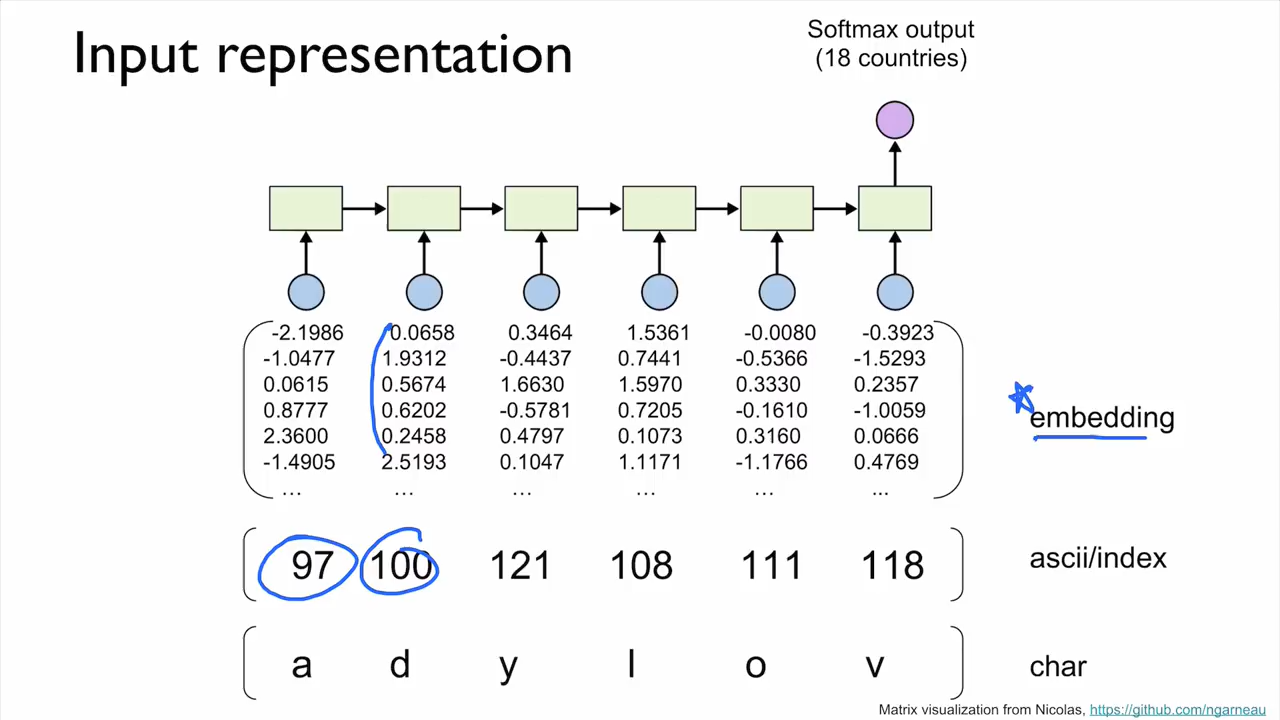 Input representation
Softmax output
(18 countries)
-2.1986 0.0658 0.3464 1.5361 -0.0080 -0.3923
-1.0477 1.9312 -0.4437 0.7441 -0.5366 -1.5293
0.0615 0.5674 1.6630 1.5970 0.3330 0.2357
0.8777 0.6202 -0.5781 0.7205 -0.1610 -1.0059
embedding
2.3600 0.2458 0.4797 0.1073 0.3160 0.0666
-1.4905 2.5193 0.1047 1.1171 -1.1766 0.4769
… … … … … ...
97 100 121 108 111 118 ascii/index
a d y l o v char
Matrix visualization from Nicolas, https://github.com/ngarneau